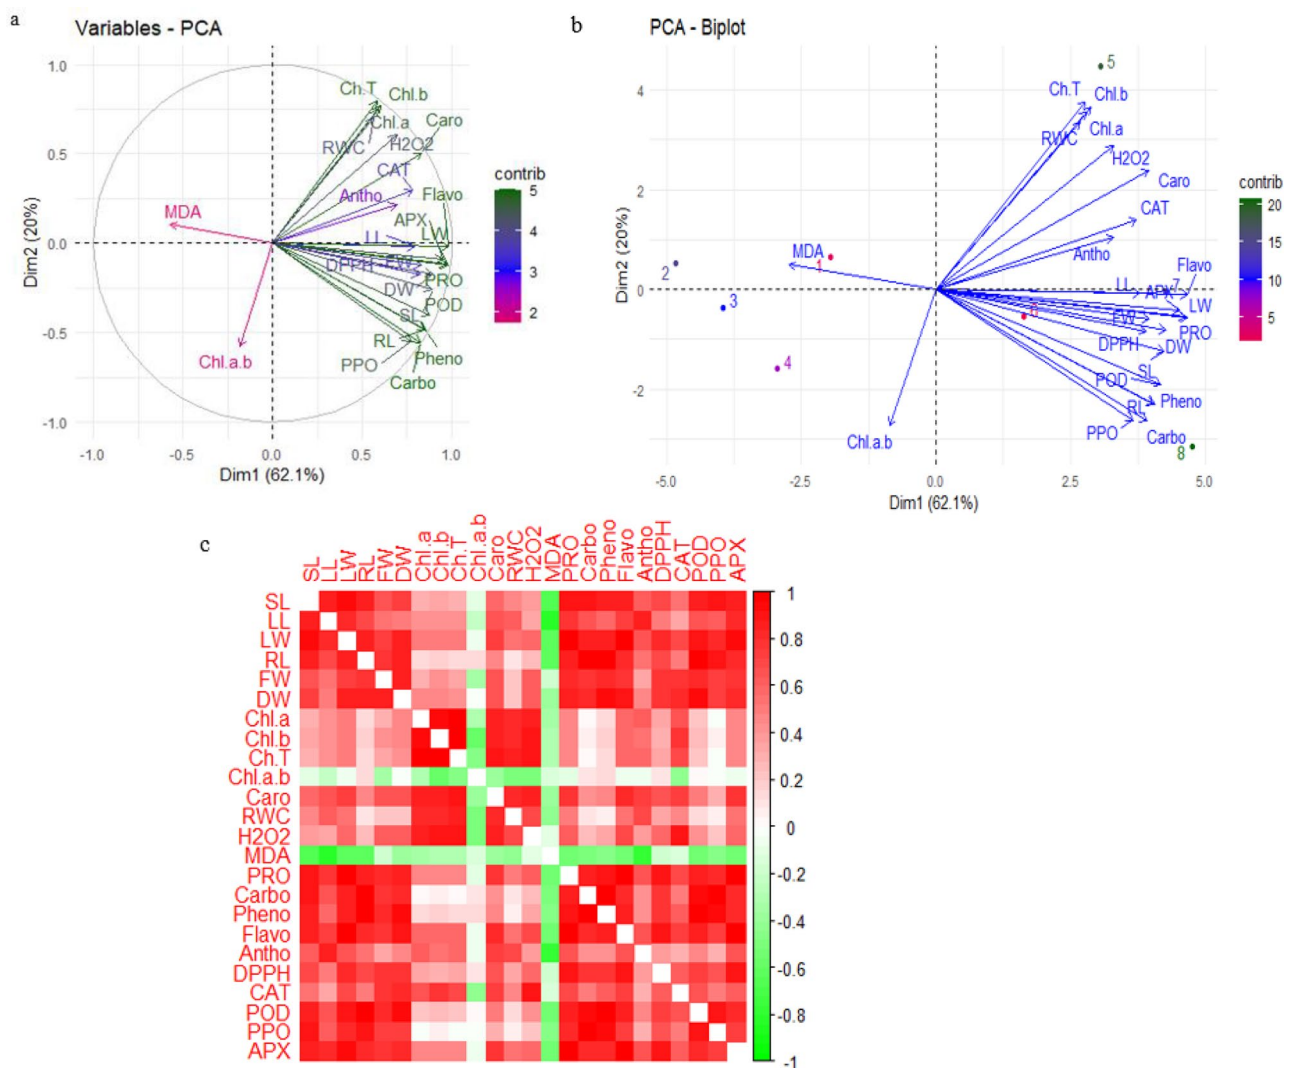 a
Variables - PCA
1.0
0.5
0.0
-0.5
-1.0
Dim2 (20%)
Ch.T
Chl.b
Chl.a
Caro
RWC
H2O2
CAT
Antho
Flavo
MDA
APX
LW
LL
DPPH
FW
PRO
DW
POD
SL
RL
Pheno
PPO
Carbo
Chl.a.b
-1.0 -0.5 0.0 0.5 1.0
Dim1 (62.1%)
contrib
5
4
3
2
b
PCA - Biplot
4
2
0
-2
Dim2 (20%)
5
Ch.T
Chl.b
Chl.a
RWC
H2O2
Caro
CAT
Antho
MDA
1
2
3
4
LL
APX
7
Flavo
LW
6
FW
PRO
DPPH
DW
SL
POD
RL
Pheno
PPO
Carbo
8
Chl.a.b
-5.0 -2.5 0.0 2.5 5.0
Dim1 (62.1%)
contrib
20
15
10
5
c
SL LL LW RL FW DW Chl.a Chl.b Ch.T Chl.a.b Caro RWC H2O2 MDA PRO Carbo Pheno Flavo Antho DPPH CAT POD PPO APX
SL
LL
LW
RL
FW
DW
Chl.a
Chl.b
Ch.T
Chl.a.b
Caro
RWC
H2O2
MDA
PRO
Carbo
Pheno
Flavo
Antho
DPPH
CAT
POD
PPO
APX
1
0.8
0.6
0.4
0.2
0
-0.2
-0.4
-0.6
-0.8
-1